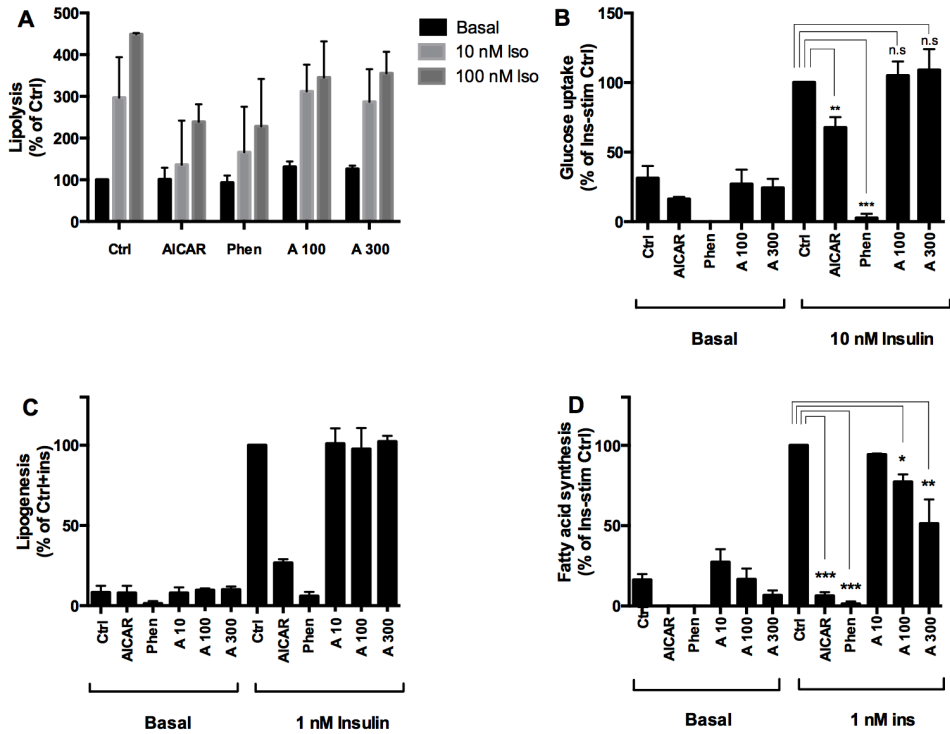 A
Basal
10 nM Iso
100 nM Iso
Lipolysis
(% of Ctrl)
500
400
300
200
100
0
Ctrl
AICAR
Phen
A 100
A 300
B
Glucose uptake
(% of Ins-stim Ctrl)
150
100
50
0
**
***
n.s
n.s
Ctrl
AICAR
Phen
A 100
A 300
Ctrl
AICAR
Phen
A 100
A 300
Basal
10 nM Insulin
C
Lipogenesis
(% of Ctrl+ins)
100
50
0
Ctrl
AICAR
Phen
A 10
A 100
A 300
Ctrl
AICAR
Phen
A 10
A 100
A 300
Basal
1 nM Insulin
D
Fatty acid synthesis
(% of Ins-stim Ctrl)
100
50
0
***
***
*
**
Ctrl
AICAR
Phen
A 10
A 100
A 300
Ctrl
AICAR
Phen
A 10
A 100
A 300
Basal
1 nM ins